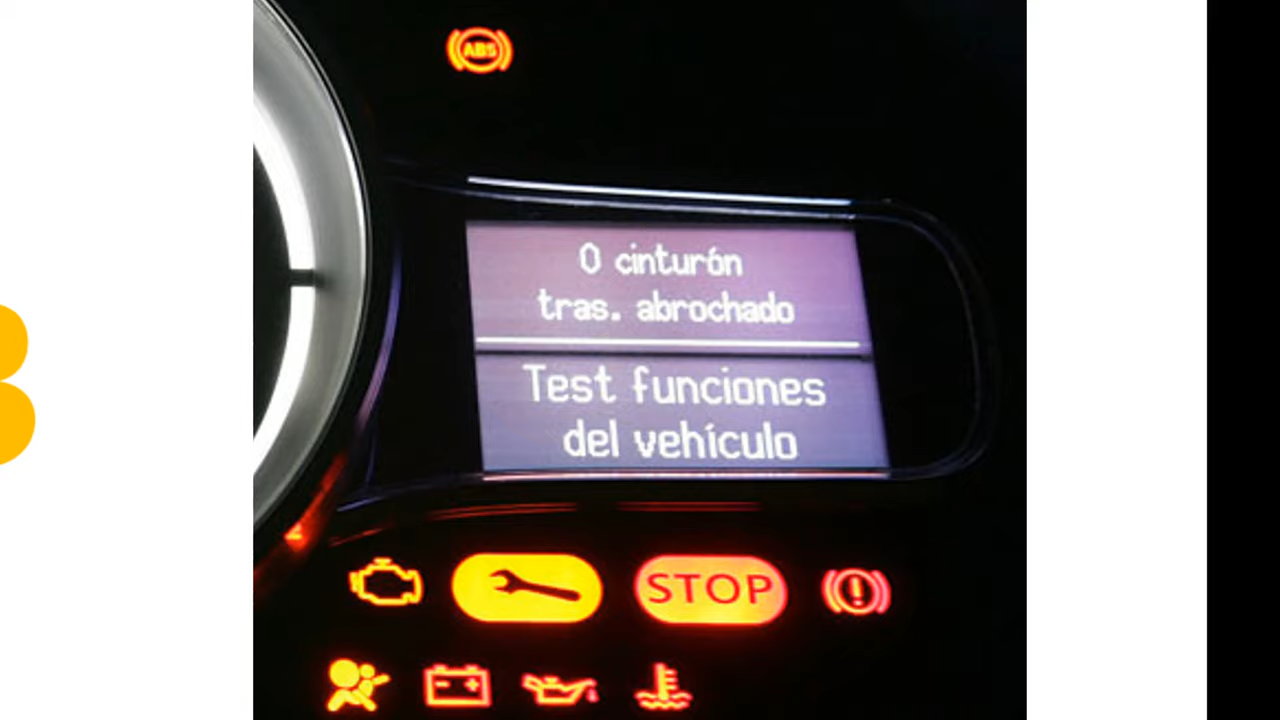 ABS
0 cinturón
tras. abrochado
Test funciones
del vehículo
STOP